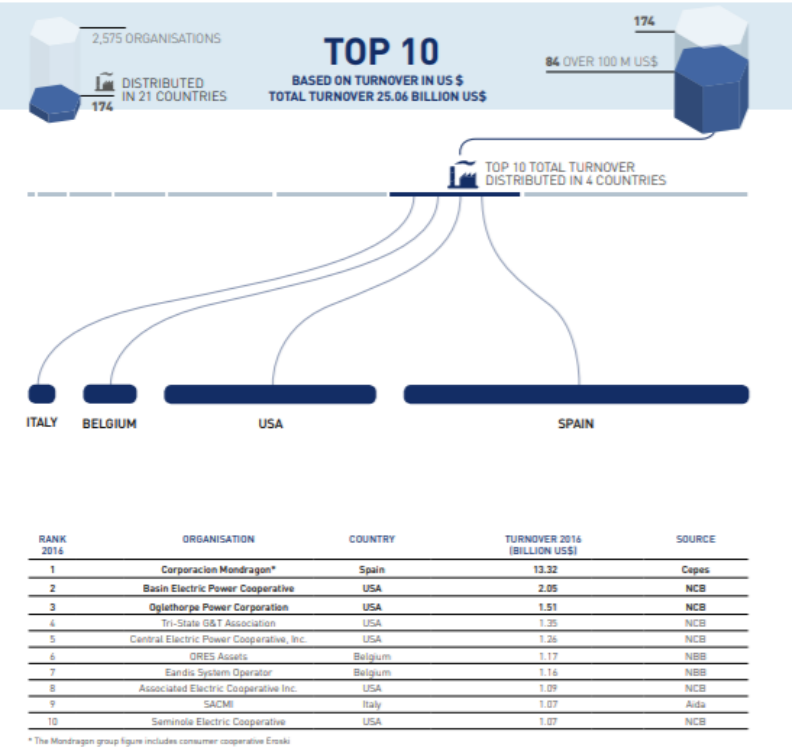 2,575 ORGANISATIONS
DISTRIBUTED
IN 21 COUNTRIES
174
TOP 10
BASED ON TURNOVER IN US $
TOTAL TURNOVER 25.06 BILLION US$
174
84 OVER 100 M US$
TOP 10 TOTAL TURNOVER
DISTRIBUTED IN 4 COUNTRIES
ITALY BELGIUM USA SPAIN
RANK 2016 ORGANISATION COUNTRY TURNOVER 2016 (BILLION US$) SOURCE
1 Corporacion Mondragon* Spain 13.32 Cepes
2 Basin Electric Power Cooperative USA 2.05 NCB
3 Oglethorpe Power Corporation USA 1.51 NCB
4 Tri-State G&T Association USA 1.35 NCB
5 Central Electric Power Cooperative, Inc. USA 1.26 NCB
6 ORES Assets Belgium 1.17 NBB
7 Eandis System Operator Belgium 1.16 NBB
8 Associated Electric Cooperative Inc. USA 1.09 NCB
9 SACMI Italy 1.07 Aida
10 Seminole Electric Cooperative USA 1.07 NCB
* The Mondragon group figure includes consumer cooperative Eroski